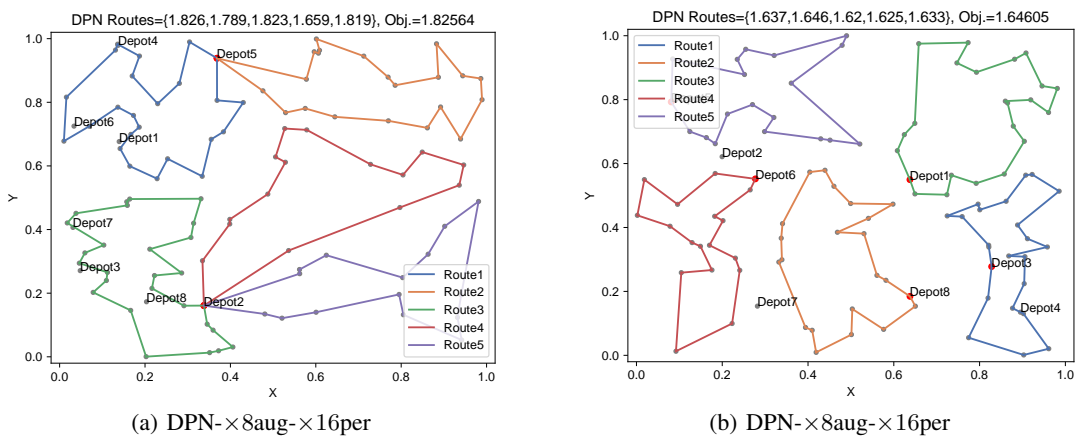 DPN Routes={1.826,1.789,1.823,1.659,1.819}, Obj.=1.82564
1.0
0.8
0.6
0.4
0.2
0.0
Y
Depot4
Depot5
Depot6
Depot1
Depot7
Depot3
Depot8
Depot2
Route1
Route2
Route3
Route4
Route5
0.0 0.2 0.4 0.6 0.8 1.0
X
(a) DPN-×8aug-×16per
DPN Routes={1.637,1.646,1.62,1.625,1.633}, Obj.=1.64605
1.0
0.8
0.6
0.4
0.2
0.0
Y
Route1
Route2
Route3
Route4
Route5
Depot2
Depot6
Depot1
Depot3
Depot8
Depot7
Depot4
0.0 0.2 0.4 0.6 0.8 1.0
X
(b) DPN-×8aug-×16per